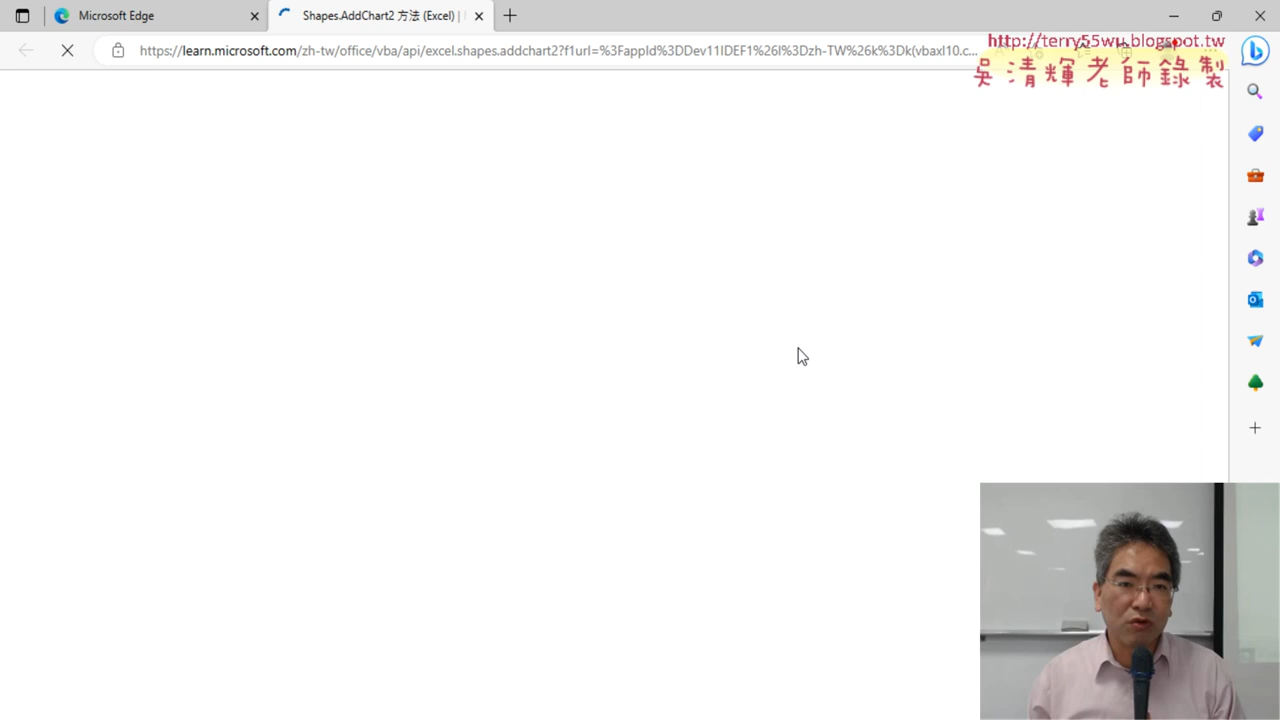 Microsoft Edge
Shapes.AddChart2 方法 (Excel) |
https://learn.microsoft.com/zh-tw/office/vba/api/excel.shapes.addchart2?f1url=%3FappId%3DDev11IDEF1%26l%3Dzh-TW%26k%3Dk(vbaxl10.c...
http://terry55wu.blogspot.tw
吳清輝老師錄製